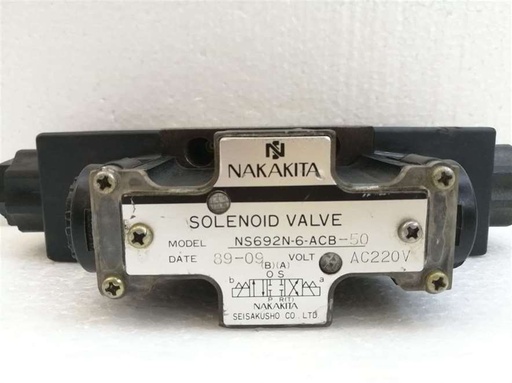 NAKAKITA
SOLENOID VALVE
MODEL NS692N-6-ACB-50
DATE 89-09 VOLT AC220V
(B)(A)
O S
b a
P R(T)
NAKAKITA
SEISAKUSHO CO. LTD